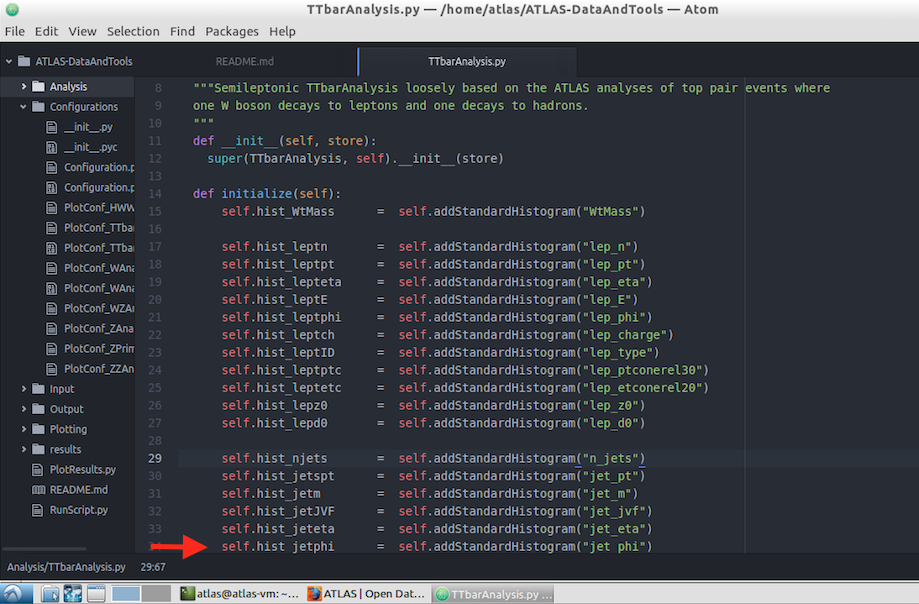 TTbarAnalysis.py — /home/atlas/ATLAS-DataAndTools — Atom
File Edit View Selection Find Packages Help
ATLAS-DataAndTools
Analysis
Configurations
__init__.py
__init__.pyc
Configuration.p
Configuration.p
PlotConf_HWW
PlotConf_TTba
PlotConf_TTba
PlotConf_WAna
PlotConf_WAna
PlotConf_WZAn
PlotConf_ZAna
PlotConf_ZPrim
PlotConf_ZZAn
Input
Output
Plotting
results
PlotResults.py
README.md
RunScript.py
README.md TTbarAnalysis.py
8 """Semileptonic TTbarAnalysis loosely based on the ATLAS analyses of top pair events where
9 one W boson decays to leptons and one decays to hadrons.
10 """
11 def __init__(self, store):
12 super(TTbarAnalysis, self).__init__(store)
13
14 def initialize(self):
15 self.hist_WtMass = self.addStandardHistogram("WtMass")
16
17 self.hist_leptn = self.addStandardHistogram("lep_n")
18 self.hist_leptpt = self.addStandardHistogram("lep_pt")
19 self.hist_lepteta = self.addStandardHistogram("lep_eta")
20 self.hist_leptE = self.addStandardHistogram("lep_E")
21 self.hist_leptphi = self.addStandardHistogram("lep_phi")
22 self.hist_leptch = self.addStandardHistogram("lep_charge")
23 self.hist_leptID = self.addStandardHistogram("lep_type")
24 self.hist_leptptc = self.addStandardHistogram("lep_ptconerel30")
25 self.hist_leptetc = self.addStandardHistogram("lep_etconerel20")
26 self.hist_lepz0 = self.addStandardHistogram("lep_z0")
27 self.hist_lepd0 = self.addStandardHistogram("lep_d0")
28
29 self.hist_njets = self.addStandardHistogram("n_jets")
30 self.hist_jetspt = self.addStandardHistogram("jet_pt")
31 self.hist_jetm = self.addStandardHistogram("jet_m")
32 self.hist_jetJVF = self.addStandardHistogram("jet_jvf")
33 self.hist_jeteta = self.addStandardHistogram("jet_eta")
self.hist_jetphi = self.addStandardHistogram("jet_phi")
Analysis/TTbarAnalysis.py 29:67
atlas@atlas-vm: ~... ATLAS | Open Dat... TTbarAnalysis.py ...